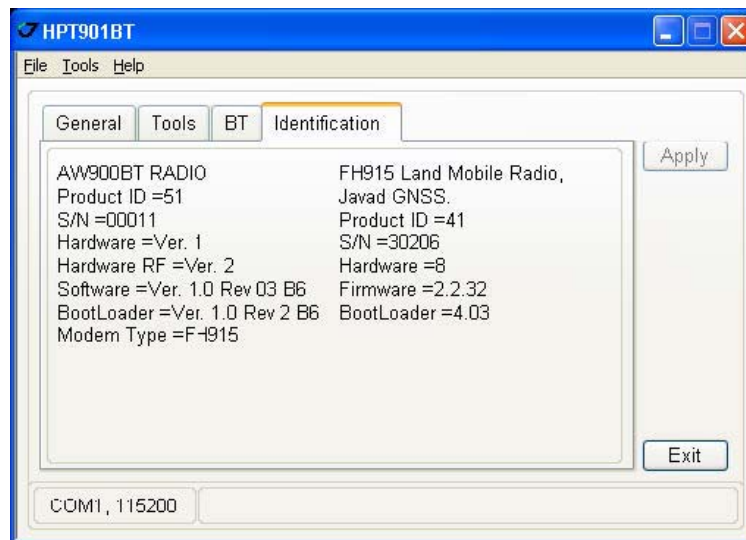 HPT901BT
File Tools Help
General Tools BT Identification
Apply
AW900BT RADIO
Product ID =51
S/N =00011
Hardware =Ver. 1
Hardware RF =Ver. 2
Software =Ver. 1.0 Rev 03 B6
BootLoader =Ver. 1.0 Rev 2 B6
Modem Type =FH915
FH915 Land Mobile Radio,
Javad GNSS.
Product ID =41
S/N =30206
Hardware =8
Firmware =2.2.32
BootLoader =4.03
Exit
COM1, 115200